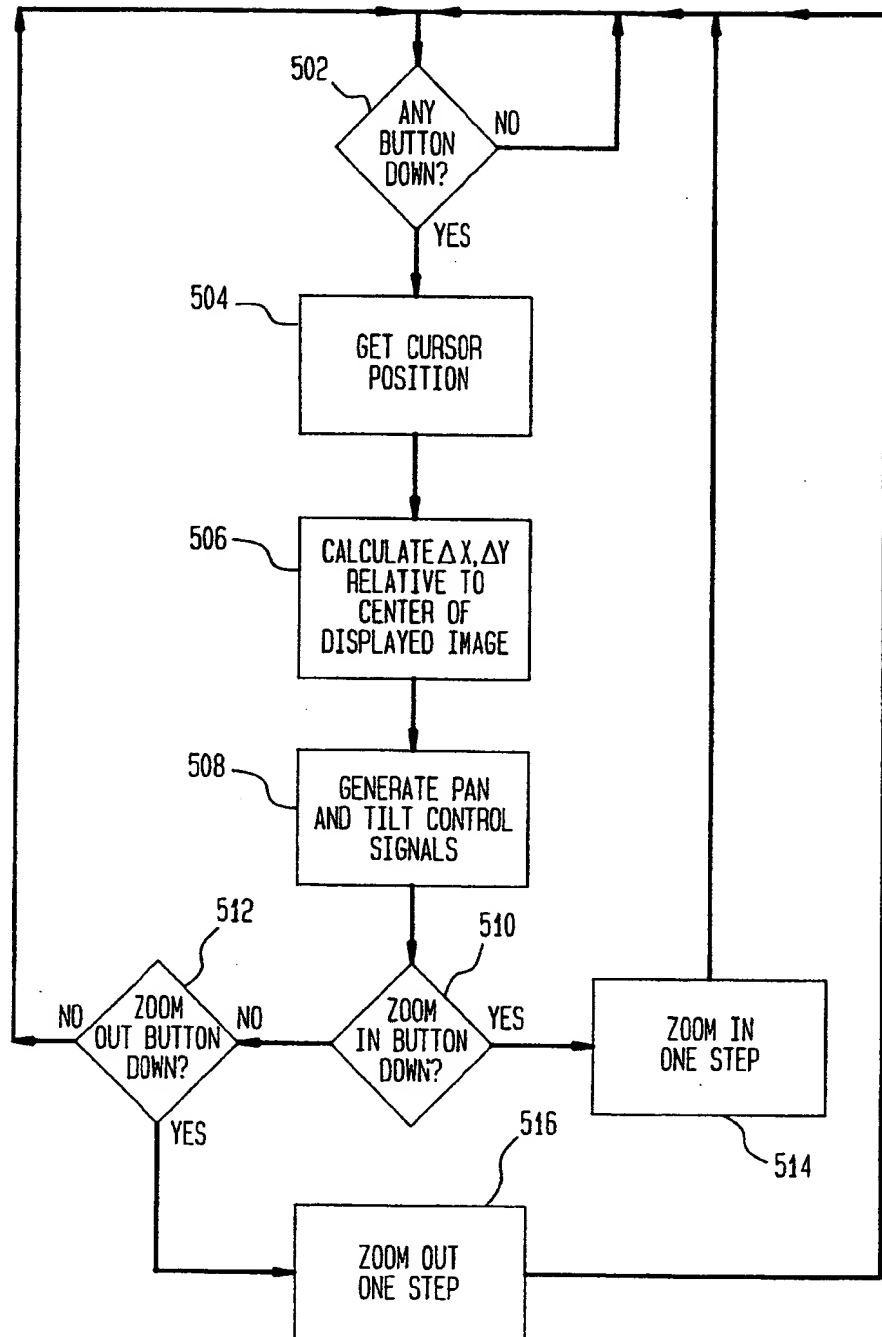 502
ANY
BUTTON
DOWN?
NO
YES
504
GET CURSOR
POSITION
506
CALCULATE ΔX, ΔY
RELATIVE TO
CENTER OF
DISPLAYED IMAGE
508
GENERATE PAN
AND TILT CONTROL
SIGNALS
512
510
NO
ZOOM
OUT BUTTON
DOWN?
NO
ZOOM
IN BUTTON
DOWN?
YES
ZOOM IN
ONE STEP
YES
516
514
ZOOM OUT
ONE STEP